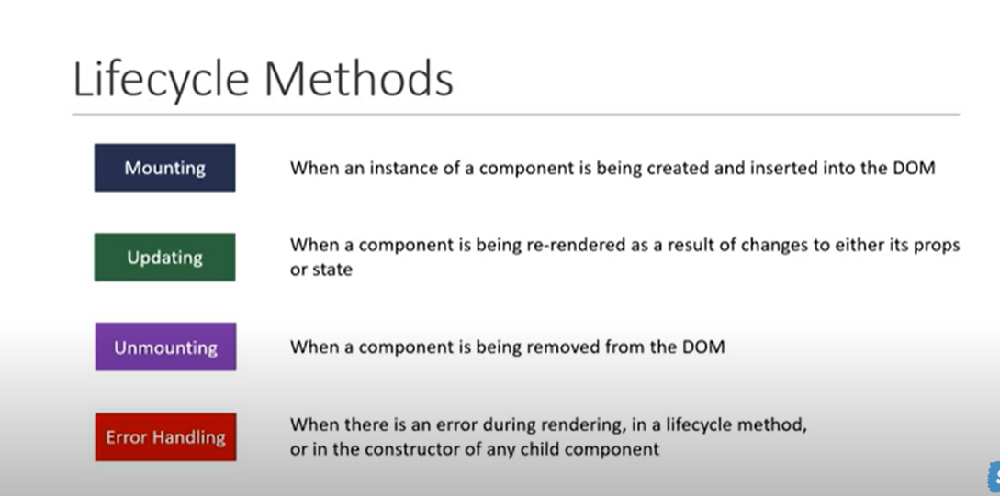 Lifecycle Methods
Mounting
When an instance of a component is being created and inserted into the DOM
Updating
When a component is being re-rendered as a result of changes to either its props
or state
Unmounting
When a component is being removed from the DOM
Error Handling
When there is an error during rendering, in a lifecycle method,
or in the constructor of any child component